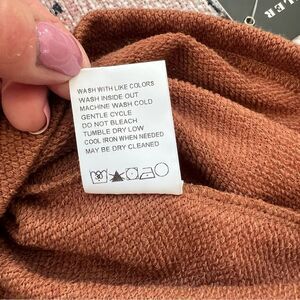 WASH WITH LIKE COLORS
WASH INSIDE OUT
MACHINE WASH COLD
GENTLE CYCLE
DO NOT BLEACH
TUMBLE DRY LOW
COOL IRON WHEN NEEDED
MAY BE DRY CLEANED